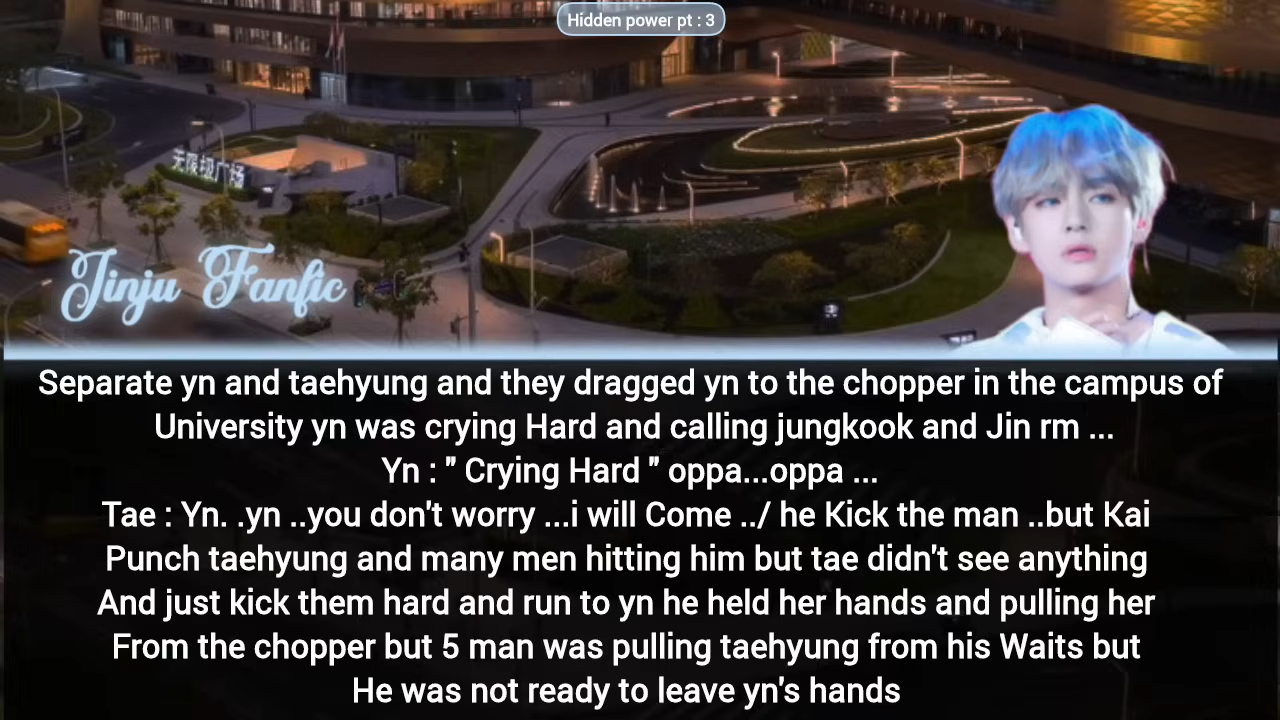 Hidden power pt : 3
无限极广场
Jinju Fanfic
Separate yn and taehyung and they dragged yn to the chopper in the campus of
University yn was crying Hard and calling jungkook and Jin rm ...
Yn : " Crying Hard " oppa...oppa ...
Tae : Yn. .yn ..you don't worry ...i will Come ../ he Kick the man ..but Kai
Punch taehyung and many men hitting him but tae didn't see anything
And just kick them hard and run to yn he held her hands and pulling her
From the chopper but 5 man was pulling taehyung from his Waits but
He was not ready to leave yn's hands